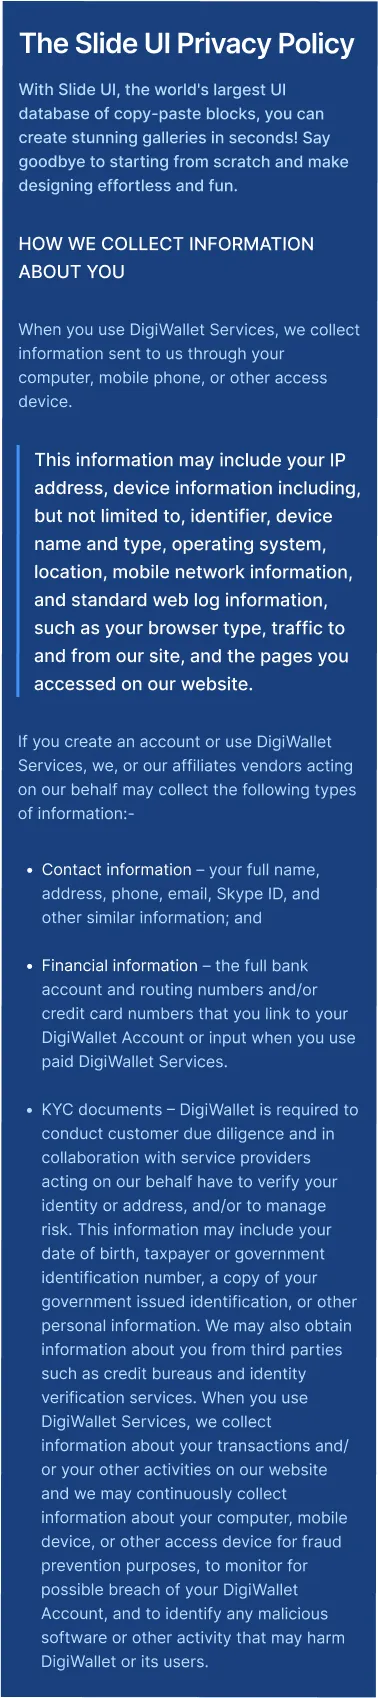 The Slide UI Privacy Policy
With Slide UI, the world's largest UI
database of copy-paste blocks, you can
create stunning galleries in seconds! Say
goodbye to starting from scratch and make
designing effortless and fun.
HOW WE COLLECT INFORMATION
ABOUT YOU
When you use DigiWallet Services, we collect
information sent to us through your
computer, mobile phone, or other access
device.
This information may include your IP
address, device information including,
but not limited to, identifier, device
name and type, operating system,
location, mobile network information,
and standard web log information,
such as your browser type, traffic to
and from our site, and the pages you
accessed on our website.
If you create an account or use DigiWallet
Services, we, or our affiliates vendors acting
on our behalf may collect the following types
of information:-
• Contact information – your full name,
address, phone, email, Skype ID, and
other similar information; and
• Financial information – the full bank
account and routing numbers and/or
credit card numbers that you link to your
DigiWallet Account or input when you use
paid DigiWallet Services.
• KYC documents – DigiWallet is required to
conduct customer due diligence and in
collaboration with service providers
acting on our behalf have to verify your
identity or address, and/or to manage
risk. This information may include your
date of birth, taxpayer or government
identification number, a copy of your
government issued identification, or other
personal information. We may also obtain
information about you from third parties
such as credit bureaus and identity
verification services. When you use
DigiWallet Services, we collect
information about your transactions and/
or your other activities on our website
and we may continuously collect
information about your computer, mobile
device, or other access device for fraud
prevention purposes, to monitor for
possible breach of your DigiWallet
Account, and to identify any malicious
software or other activity that may harm
DigiWallet or its users.